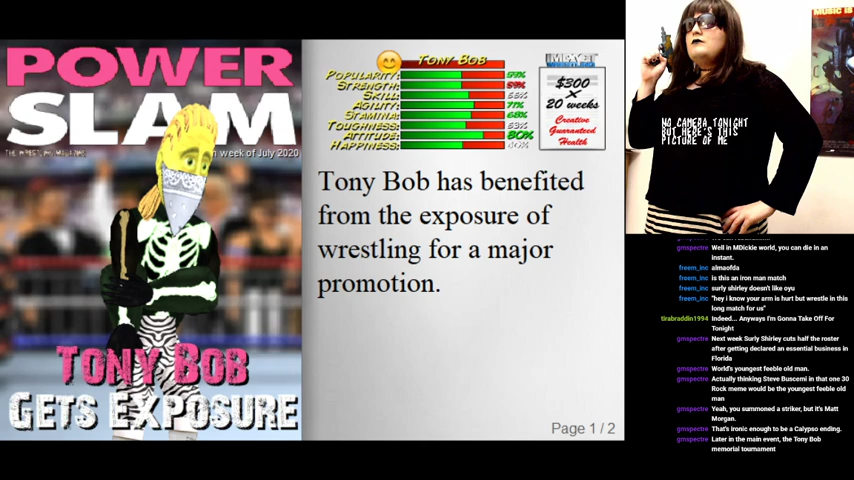 POWER
SLAM
THE WRESTLING MAGAZINE
week of July 2020
TONY BOB
GETS EXPOSURE
TONY BOB
POPULARITY:
STRENGTH:
SKILL:
AGILITY: 71%
STAMINA: 68%
TOUGHNESS:
ATTITUDE: 80%
HAPPINESS:
IMPACT
WRESTLING
$300
X
20 weeks
Creative
Guaranteed
Health
Tony Bob has benefited
from the exposure of
wrestling for a major
promotion.
Page 1 / 2
MUSIC IS
NO CAMERA TONIGHT
BUT HERE'S THIS
PICTURE OF ME
gmspectre Well in MDickie world, you can die in an
instant.
freem_inc almaofda
freem_inc is this an iron man match
freem_inc surly shirley doesn't like oyu
freem_inc "hey i know your arm is hurt but wrestle in this
long match for us"
tirabraddin1994 Indeed... Anyways I'm Gonna Take Off For
Tonight
gmspectre Next week Surly Shirley cuts half the roster
after getting declared an essential business in
Florida
gmspectre World's youngest feeble old man.
gmspectre Actually thinking Steve Buscemi in that one 30
Rock meme would be the youngest feeble old
man
gmspectre Yeah, you summoned a striker, but it's Matt
Morgan.
gmspectre That's ironic enough to be a Calypso ending.
gmspectre Later in the main event, the Tony Bob
memorial tournament